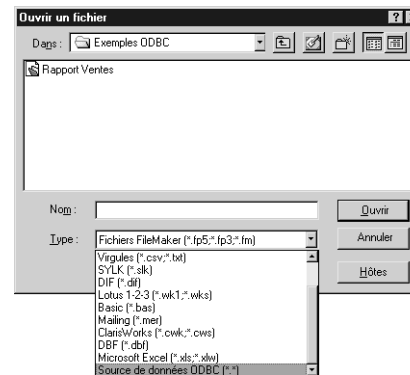 Ouvrir un fichier
Dans : Exemples ODBC
Rapport Ventes
Nom :
Ouvrir
Type : Fichiers FileMaker (*.fp5;*.fp3;*.fm)
Annuler
Virgules (*.csv;*.txt)
SYLK (*.slk)
DIF (*.dif)
Hôtes
Lotus 1-2-3 (*.wk1;*.wks)
Basic (*.bas)
Mailing (*.mer)
ClarisWorks (*.cwk;*.cws)
DBF (*.dbf)
Microsoft Excel (*.xls;*.xlw)
Source de données ODBC (*.*)